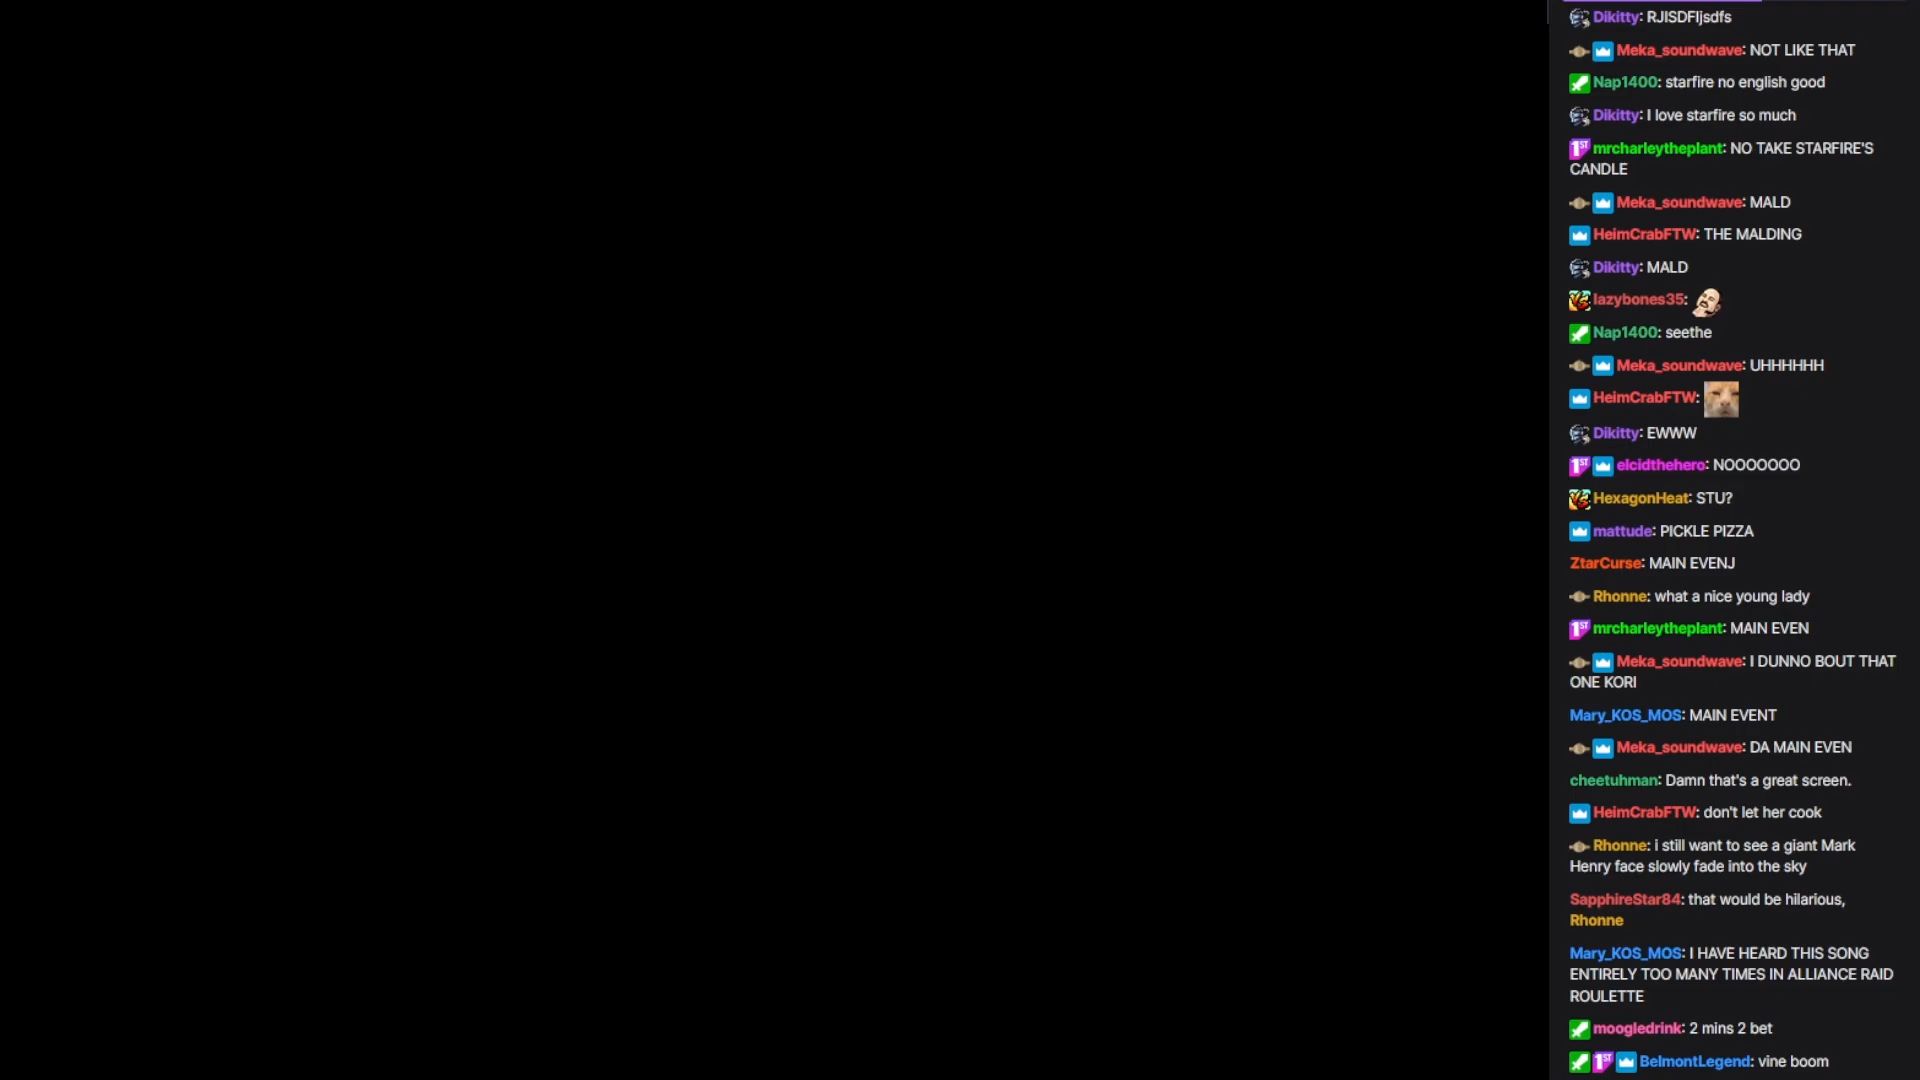 Dikitty: RJISDFIjsdfs
Meka_soundwave: NOT LIKE THAT
Nap1400: starfire no english good
Dikitty: I love starfire so much
1ST mrcharleytheplant: NO TAKE STARFIRE'S
CANDLE
Meka_soundwave: MALD
HeimCrabFTW: THE MALDING
Dikitty: MALD
lazybones35:
Nap1400: seethe
Meka_soundwave: UHHHHHH
HeimCrabFTW:
Dikitty: EWWW
1ST elcidthehero: NOOOOOOO
HexagonHeat: STU?
mattude: PICKLE PIZZA
ZtarCurse: MAIN EVENJ
Rhonne: what a nice young lady
1ST mrcharleytheplant: MAIN EVEN
Meka_soundwave: I DUNNO BOUT THAT
ONE KORI
Mary_KOS_MOS: MAIN EVENT
Meka_soundwave: DA MAIN EVEN
cheetuhman: Damn that's a great screen.
HeimCrabFTW: don't let her cook
Rhonne: i still want to see a giant Mark
Henry face slowly fade into the sky
SapphireStar84: that would be hilarious,
Rhonne
Mary_KOS_MOS: I HAVE HEARD THIS SONG
ENTIRELY TOO MANY TIMES IN ALLIANCE RAID
ROULETTE
moogledrink: 2 mins 2 bet
1ST BelmontLegend: vine boom